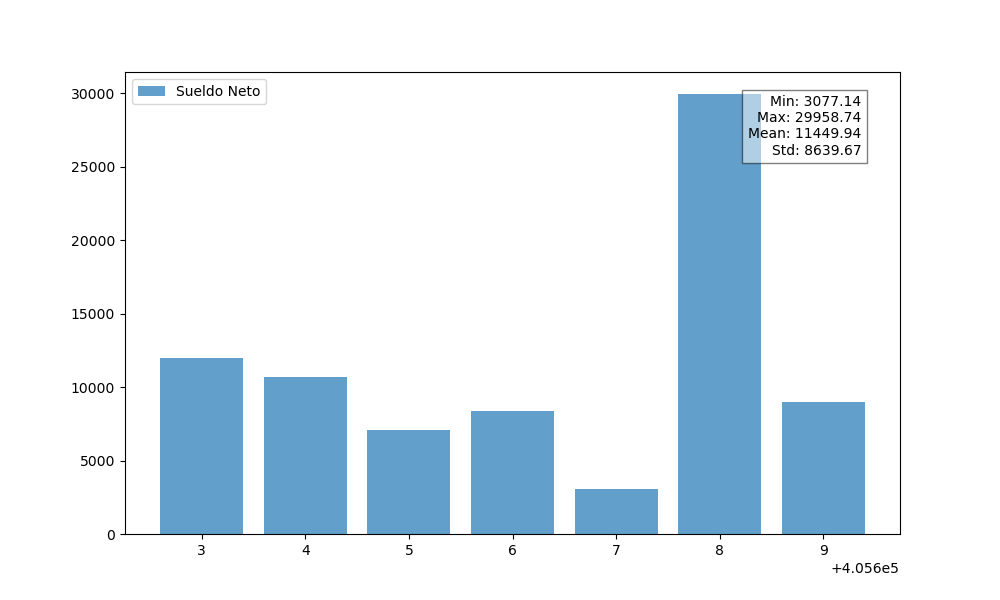 Sueldo Neto
Min: 3077.14
Max: 29958.74
Mean: 11449.94
Std: 8639.67
30000
25000
20000
15000
10000
5000
0
3 4 5 6 7 8 9
+4.056e5